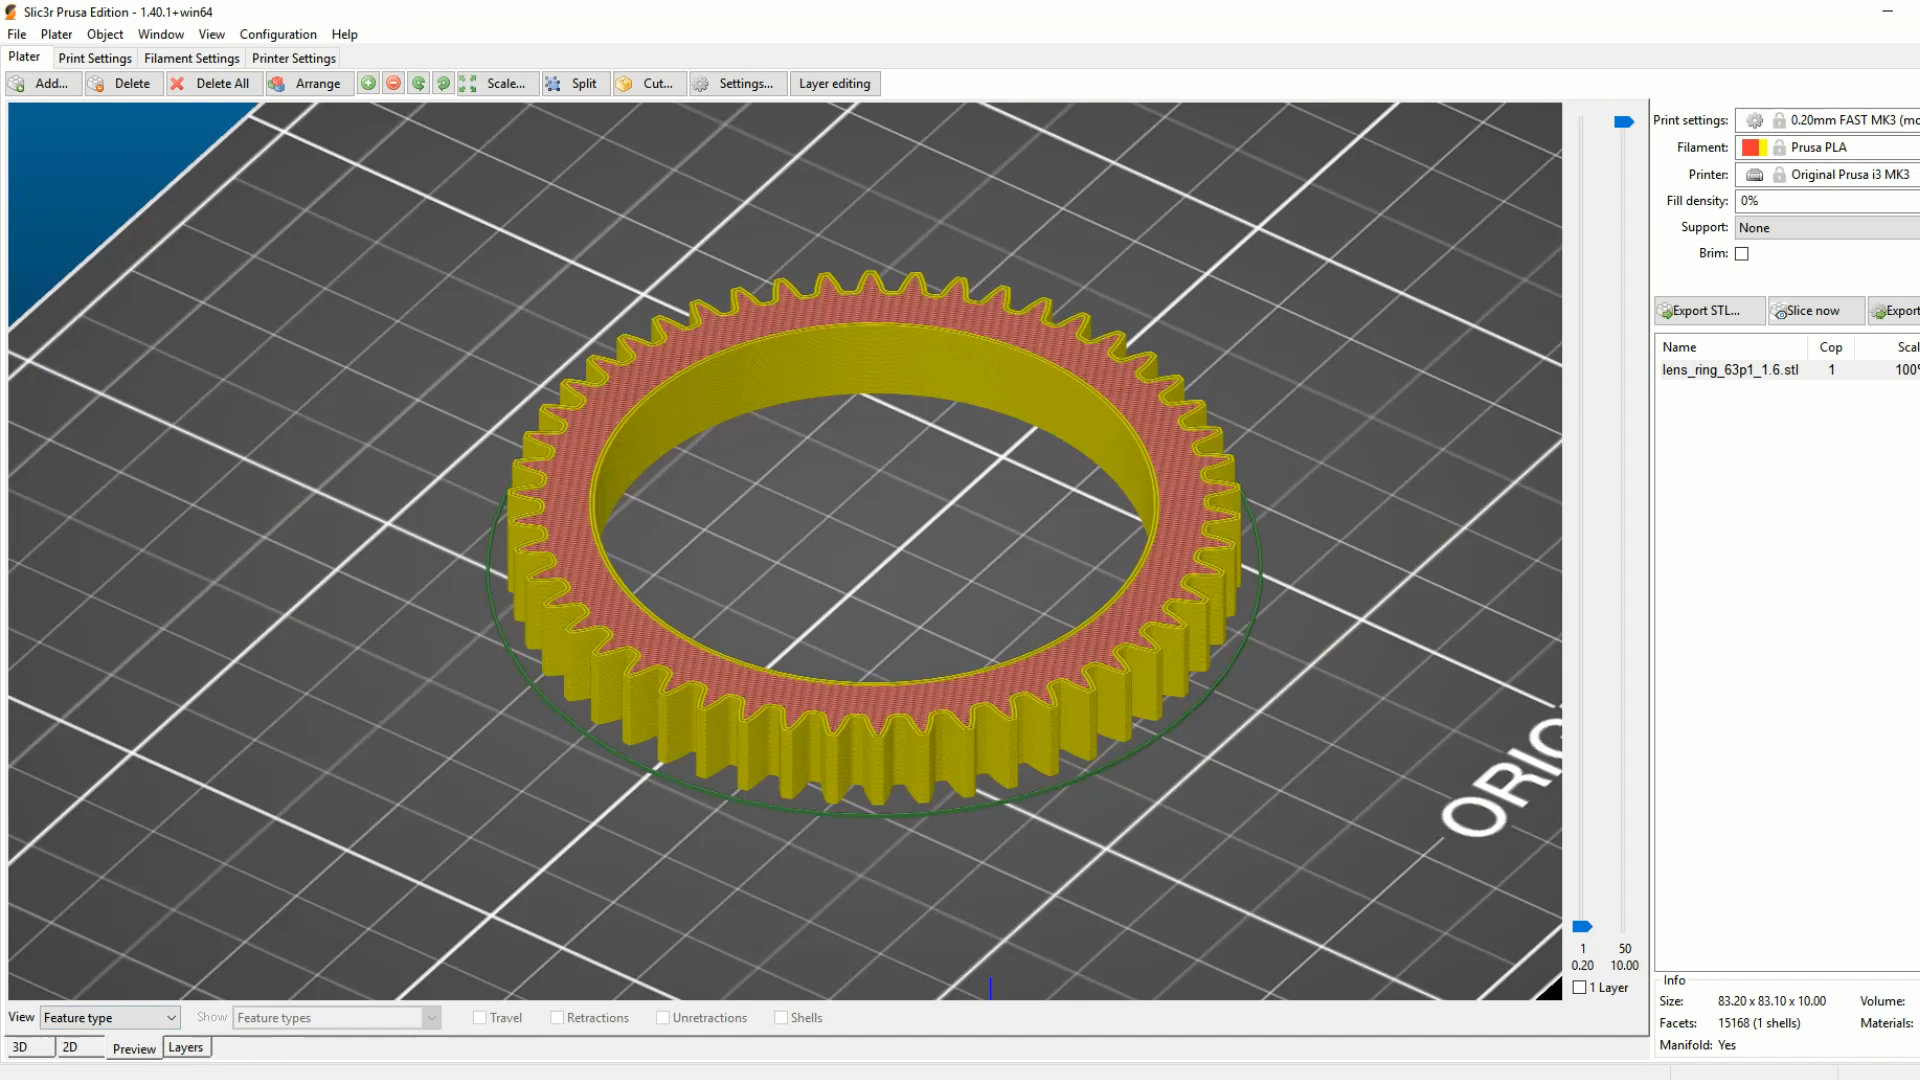 Slic3r Prusa Edition - 1.40.1+win64
File Plater Object Window View Configuration Help
Plater Print Settings Filament Settings Printer Settings
Add... Delete Delete All Arrange Scale... Split Cut... Settings... Layer editing
Print settings: 0.20mm FAST MK3 (mo
Filament: Prusa PLA
Printer: Original Prusa i3 MK3
Fill density: 0%
Support: None
Brim:
Export STL... Slice now Export
Name Cop Scal
lens_ring_63p1_1.6.stl 1 100%
ORIG
1 50
0.20 10.00
1 Layer
Info
Size: 83.20 x 83.10 x 10.00 Volume:
Facets: 15168 (1 shells) Materials:
Manifold: Yes
View Feature type Show Feature types Travel Retractions Unretractions Shells
3D 2D Preview Layers